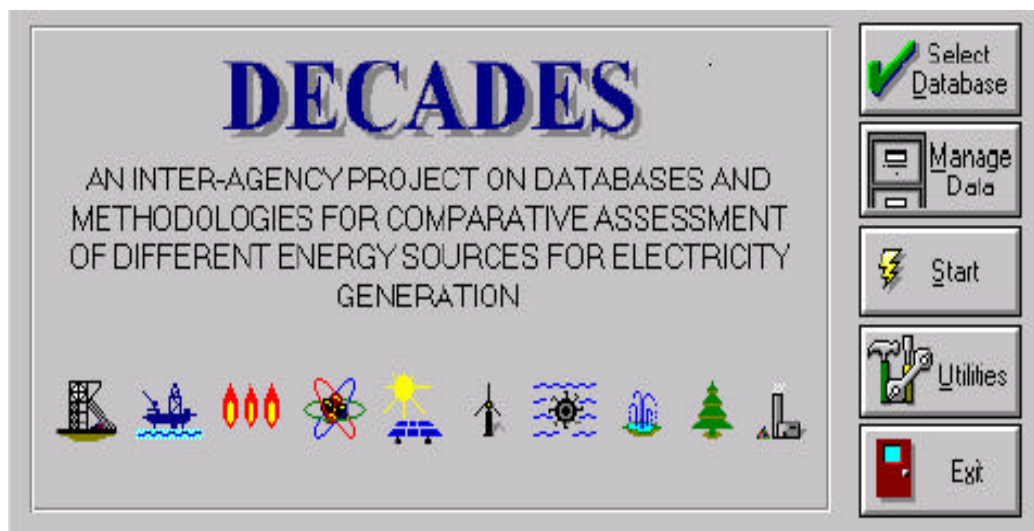 DECADES
AN INTER-AGENCY PROJECT ON DATABASES AND
METHODOLOGIES FOR COMPARATIVE ASSESSMENT
OF DIFFERENT ENERGY SOURCES FOR ELECTRICITY
GENERATION
Select
Database
Manage
Data
Start
Utilities
Exit